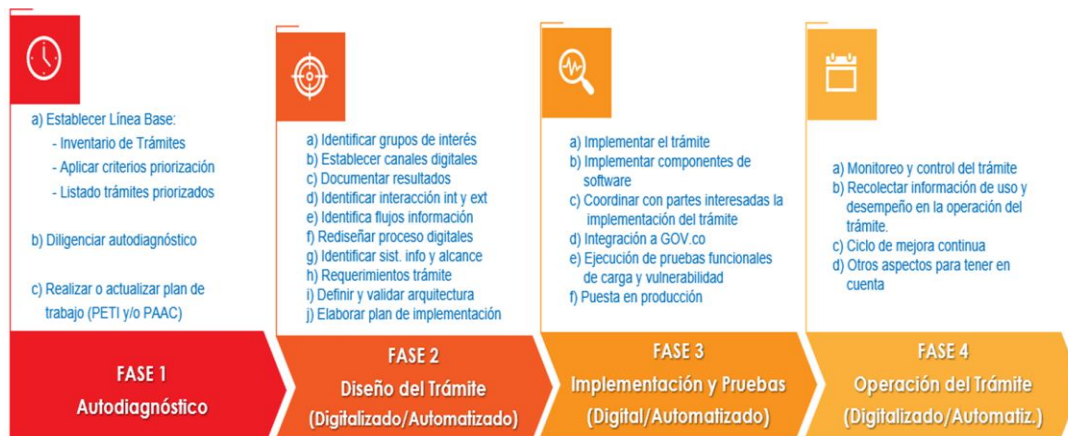 a) Establecer Línea Base:
- Inventario de Trámites
- Aplicar criterios priorización
- Listado trámites priorizados
b) Diligenciar autodiagnóstico
c) Realizar o actualizar plan de
trabajo (PETI y/o PAAC)
FASE 1
Autodiagnóstico
a) Identificar grupos de interés
b) Establecer canales digitales
c) Documentar resultados
d) Identificar interacción int y ext
e) Identifica flujos información
f) Rediseñar proceso digitales
g) Identificar sist. info y alcance
h) Requerimientos trámite
i) Definir y validar arquitectura
j) Elaborar plan de implementación
FASE 2
Diseño del Trámite
(Digitalizado/Automatizado)
a) Implementar el trámite
b) Implementar componentes de
software
c) Coordinar con partes interesadas la
implementación del trámite
d) Integración a GOV.co
e) Ejecución de pruebas funcionales
de carga y vulnerabilidad
f) Puesta en producción
FASE 3
Implementación y Pruebas
(Digital/Automatizado)
a) Monitoreo y control del trámite
b) Recolectar información de uso y
desempeño en la operación del
trámite.
c) Ciclo de mejora continua
d) Otros aspectos para tener en
cuenta
FASE 4
Operación del Trámite
(Digitalizado/Automatiz.)